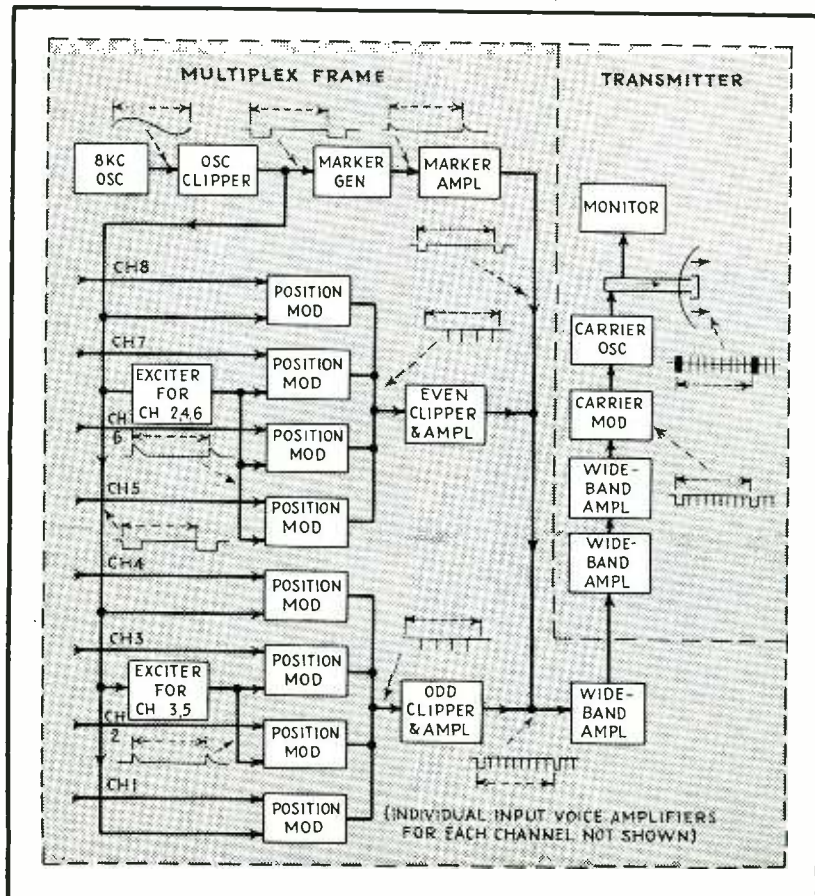 MULTIPLEX FRAME
TRANSMITTER
8KC
OSC
OSC
CLIPPER
MARKER
GEN
MARKER
AMPL
MONITOR
CH8
POSITION
MOD
CH7
POSITION
MOD
EXCITER
FOR
CH 2,4,6
CH
6
POSITION
MOD
CH5
POSITION
MOD
EVEN
CLIPPER
& AMPL
CARRIER
OSC
CARRIER
MOD
WIDE-
BAND
AMPL
WIDE-
BAND
AMPL
CH4
POSITION
MOD
CH3
POSITION
MOD
EXCITER
FOR
CH 3,5
CH
2
POSITION
MOD
CH1
POSITION
MOD
ODD
CLIPPER
& AMPL
WIDE-
BAND
AMPL
(INDIVIDUAL INPUT VOICE AMPLIFIERS
FOR EACH CHANNEL NOT SHOWN)